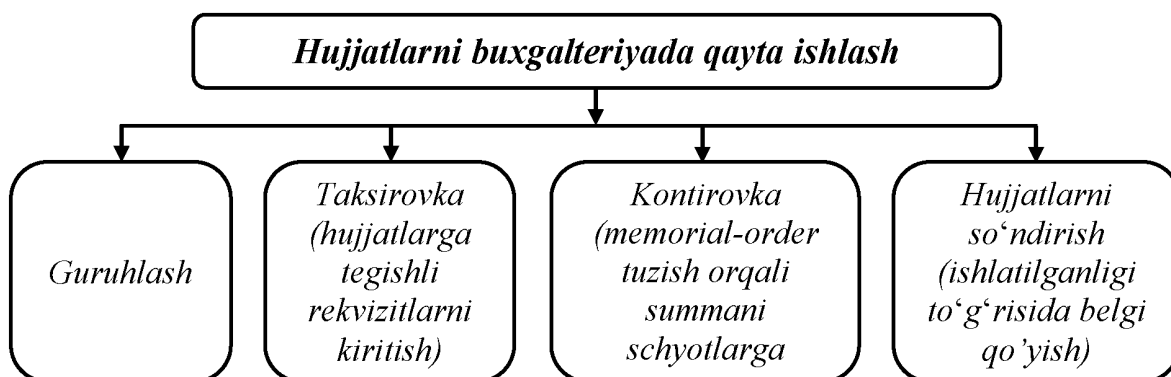 Hujjatlarni buxgalteriyada qayta ishlash
Guruhlash
Taksirovka
(hujjatlarga
tegishli
rekvizitlarni
kiritish)
Kontirovka
(memorial-order
tuzish orqali
summani
schyotlarga
Hujjatlarni
so‘ndirish
(ishlatilganligi
to‘g‘risida belgi
qo’yish)